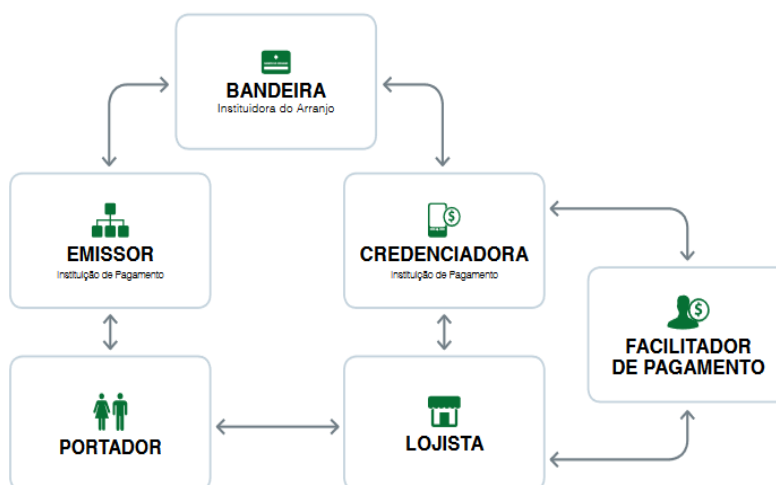 BANDEIRA
Instituidora do Arranjo
EMISSOR
Instituição de Pagamento
CREDENCIADORA
Instituição de Pagamento
FACILITADOR
DE PAGAMENTO
PORTADOR
LOJISTA